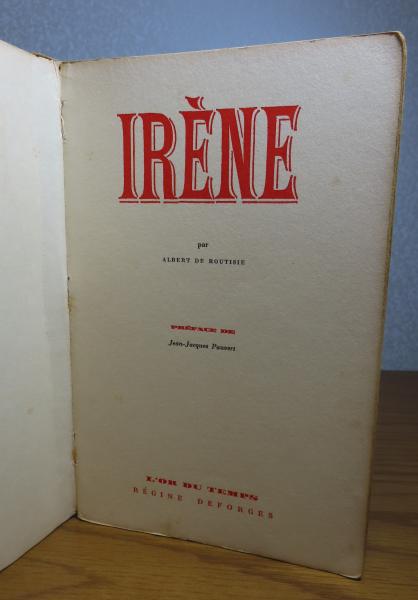 IRÈNE
par
ALBERT DE ROUTISIE
PRÉFACE DE
Jean-Jacques Pauvert
L'OR DU TEMPS
RÉGINE DEFORGES